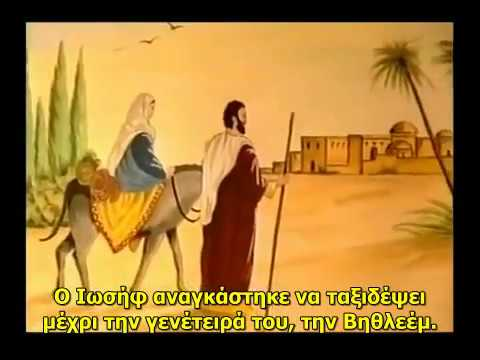 Ο Ιωσήφ αναγκάστηκε να ταξιδέψει
μέχρι την γενέτειρά του, την Βηθλεέμ.